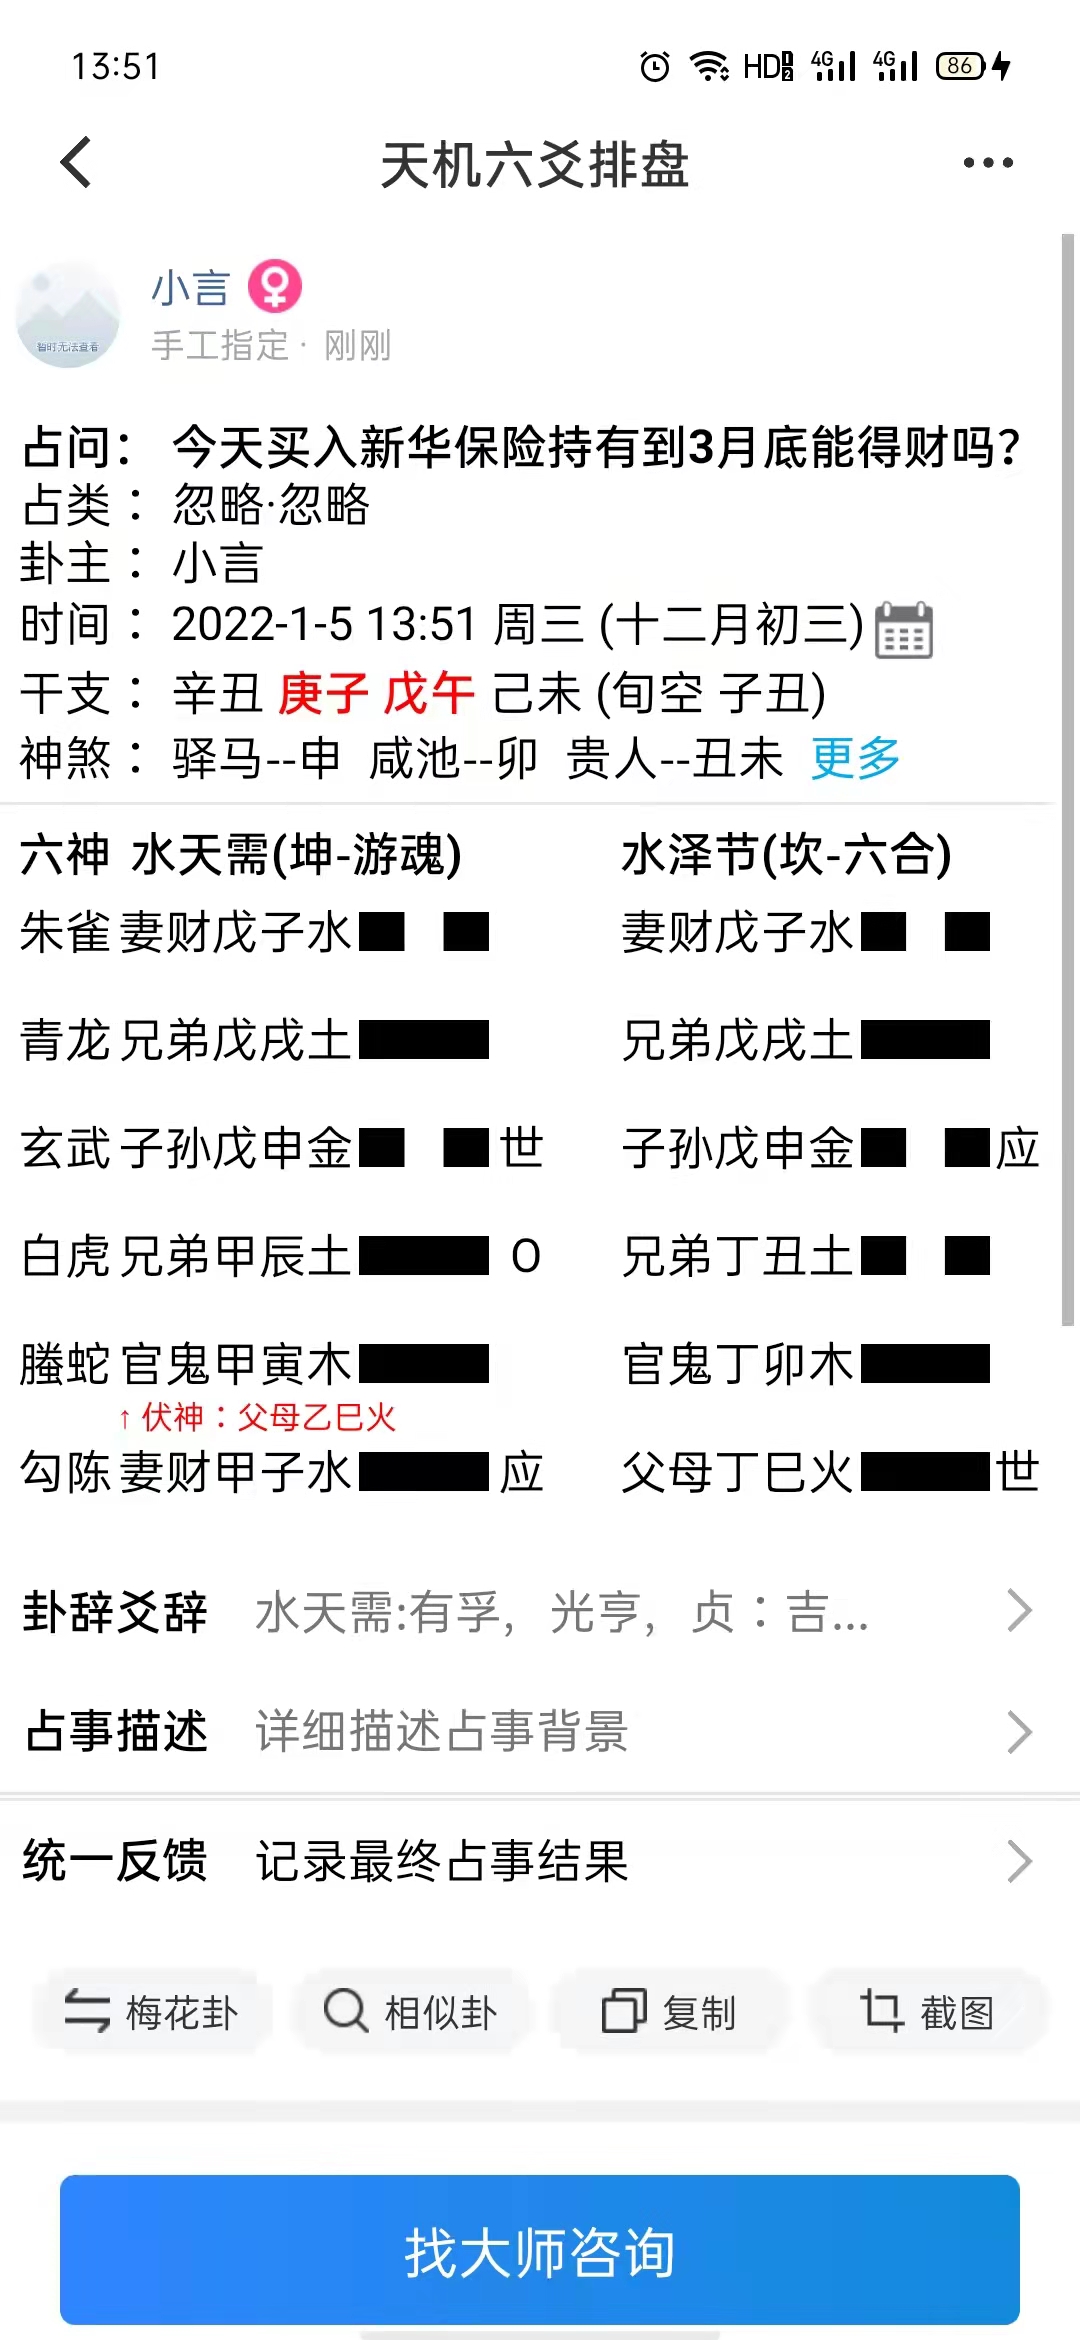 13:51
HD 4G 4G 86
天机六爻排盘
小言
暂时无法查看
手工指定 · 刚刚
占问： 今天买入新华保险持有到3月底能得财吗?
占类： 忽略·忽略
卦主： 小言
时间： 2022-1-5 13:51 周三 (十二月初三)
干支： 辛丑 庚子 戊午 己未 (旬空 子丑)
神煞： 驿马--申 咸池--卯 贵人--丑未 更多
六神 水天需(坤-游魂) 水泽节(坎-六合)
朱雀 妻财戊子水 妻财戊子水
青龙 兄弟戊戌土 兄弟戊戌土
玄武 子孙戊申金 世 子孙戊申金 应
白虎 兄弟甲辰土 O 兄弟丁丑土
螣蛇 官鬼甲寅木 官鬼丁卯木
↑ 伏神：父母乙巳火
勾陈 妻财甲子水 应 父母丁巳火 世
卦辞爻辞 水天需:有孚，光亨，贞：吉...
占事描述 详细描述占事背景
统一反馈 记录最终占事结果
梅花卦 相似卦 复制 截图
找大师咨询